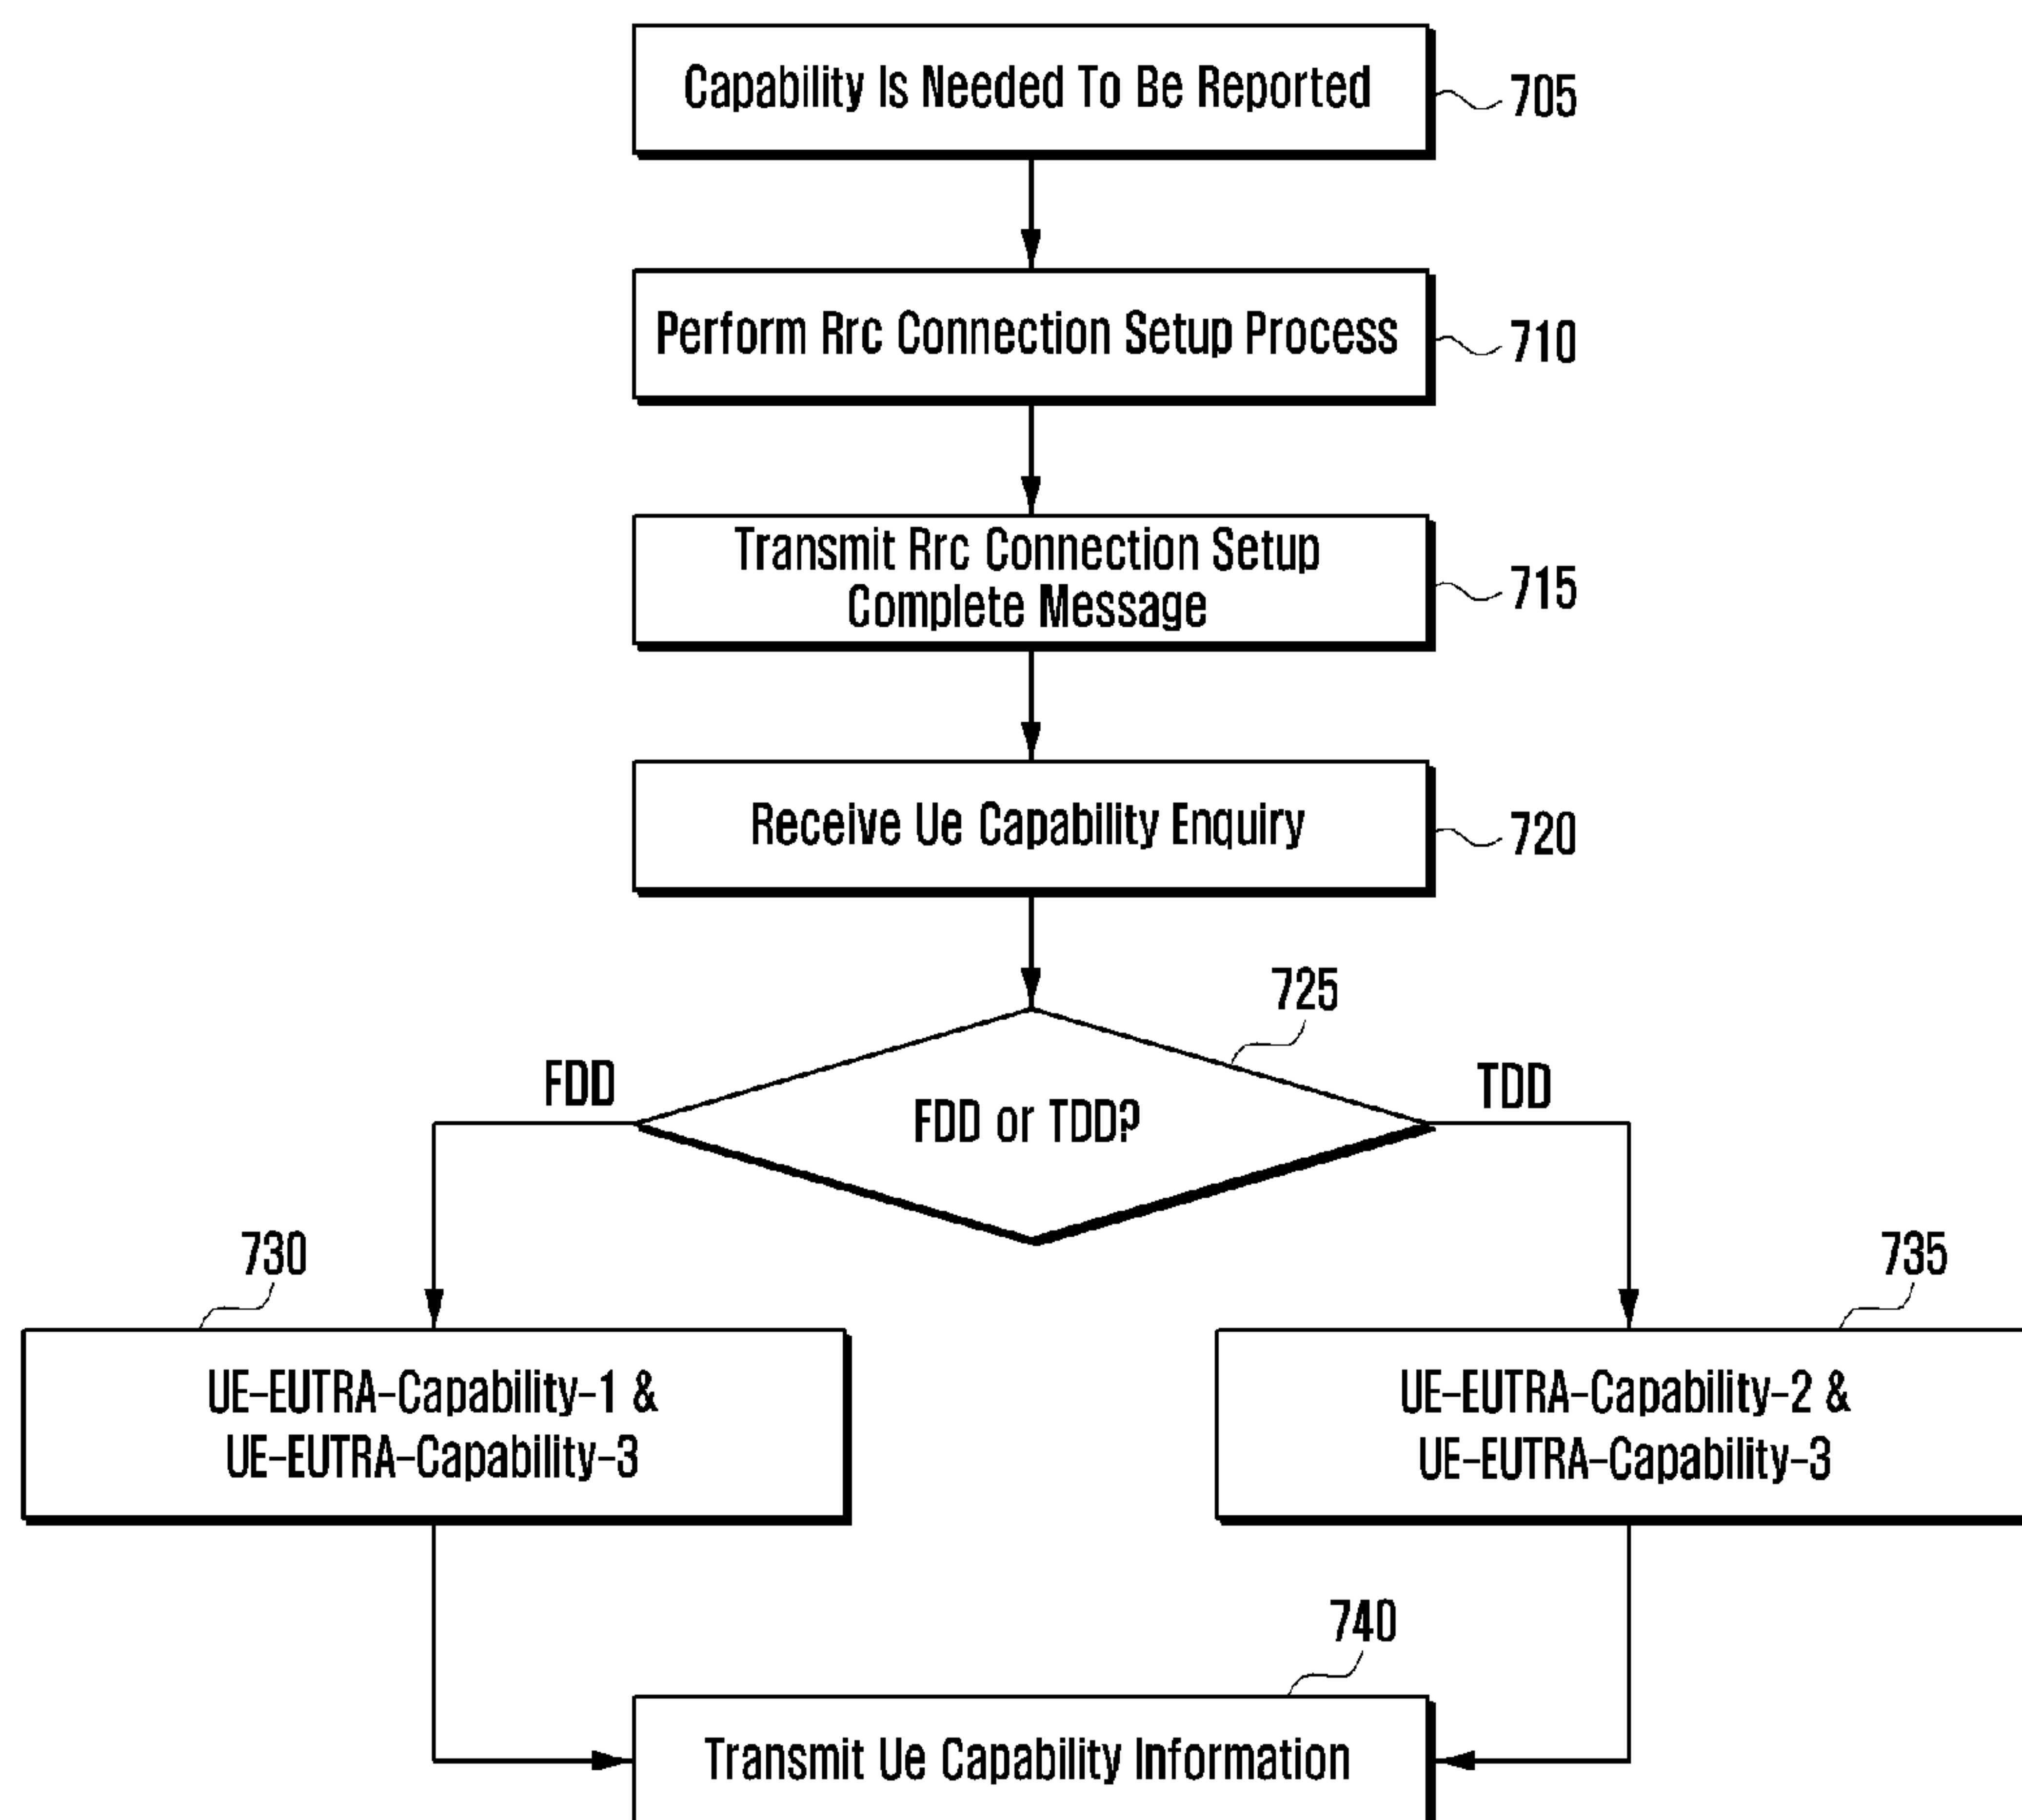 Capability Is Needed To Be Reported
705
Perform Rrc Connection Setup Process
710
Transmit Rrc Connection Setup
Complete Message
715
Receive Ue Capability Enquiry
720
725
FDD
FDD or TDD?
TDD
730
735
UE-EUTRA-Capability-1 &
UE-EUTRA-Capability-3
UE-EUTRA-Capability-2 &
UE-EUTRA-Capability-3
740
Transmit Ue Capability Information